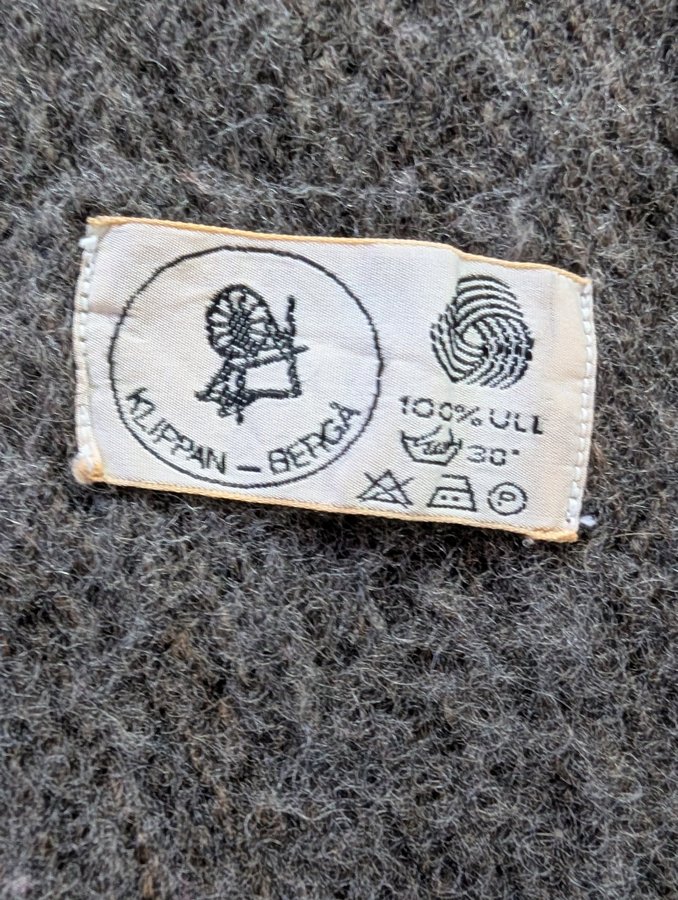 KLIPPAN – BERGÅ
100% ULL
30°
P